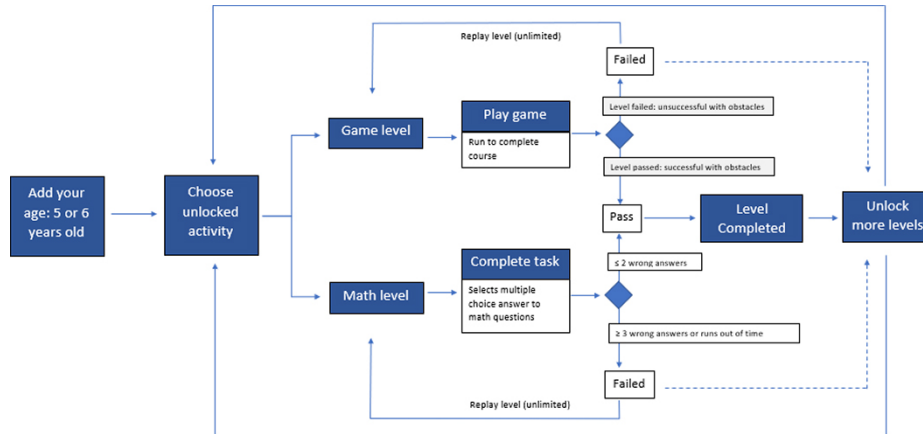 Replay level (unlimited)
Failed
Level failed: unsuccessful with obstacles
Game level
Play game
Run to complete
course
Level passed: successful with obstacles
Add your
age: 5 or 6
years old
Choose
unlocked
activity
Pass
Level
Completed
Unlock
more levels
≤ 2 wrong answers
Math level
Complete task
Selects multiple
choice answer to
math questions
≥ 3 wrong answers or runs out of time
Failed
Replay level (unlimited)